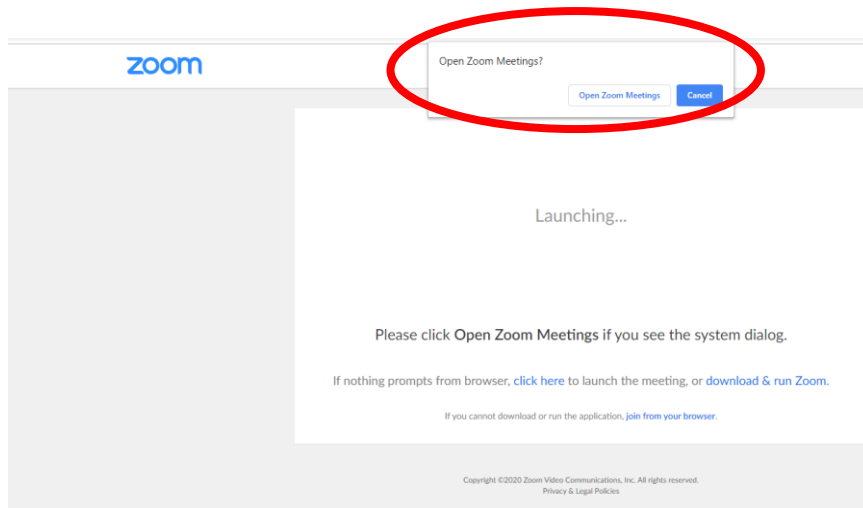 zoom
Open Zoom Meetings?
Open Zoom Meetings Cancel
Launching...
Please click Open Zoom Meetings if you see the system dialog.
If nothing prompts from browser, click here to launch the meeting, or download & run Zoom.
If you cannot download or run the application, join from your browser.
Copyright ©2020 Zoom Video Communications, Inc. All rights reserved.
Privacy & Legal Policies